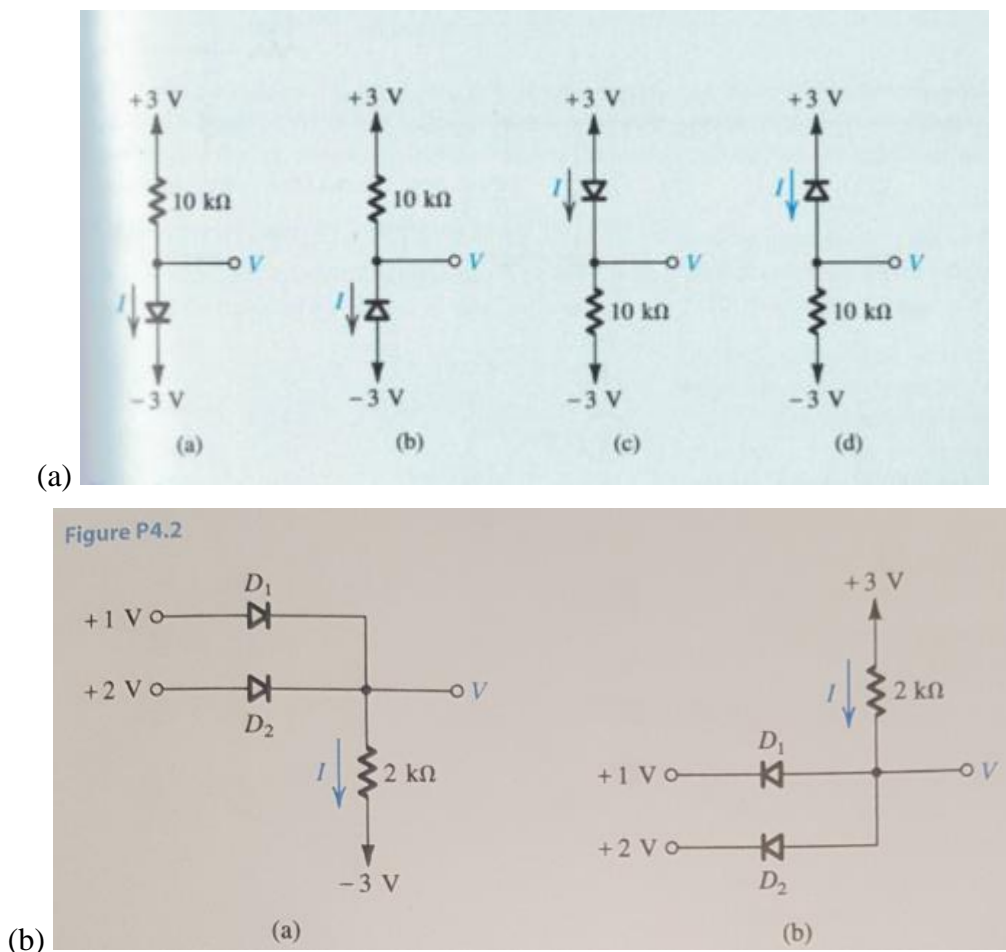 +3 V +3 V +3 V +3 V
10 kΩ 10 kΩ I I
V V V V
I I 10 kΩ 10 kΩ
−3 V −3 V −3 V −3 V
(a) (b) (c) (d)
(a)
Figure P4.2
D1
+1 V
+2 V V
D2
I 2 kΩ
−3 V
(a)
+3 V
I 2 kΩ
D1
+1 V V
+2 V
D2
(b)
(b)